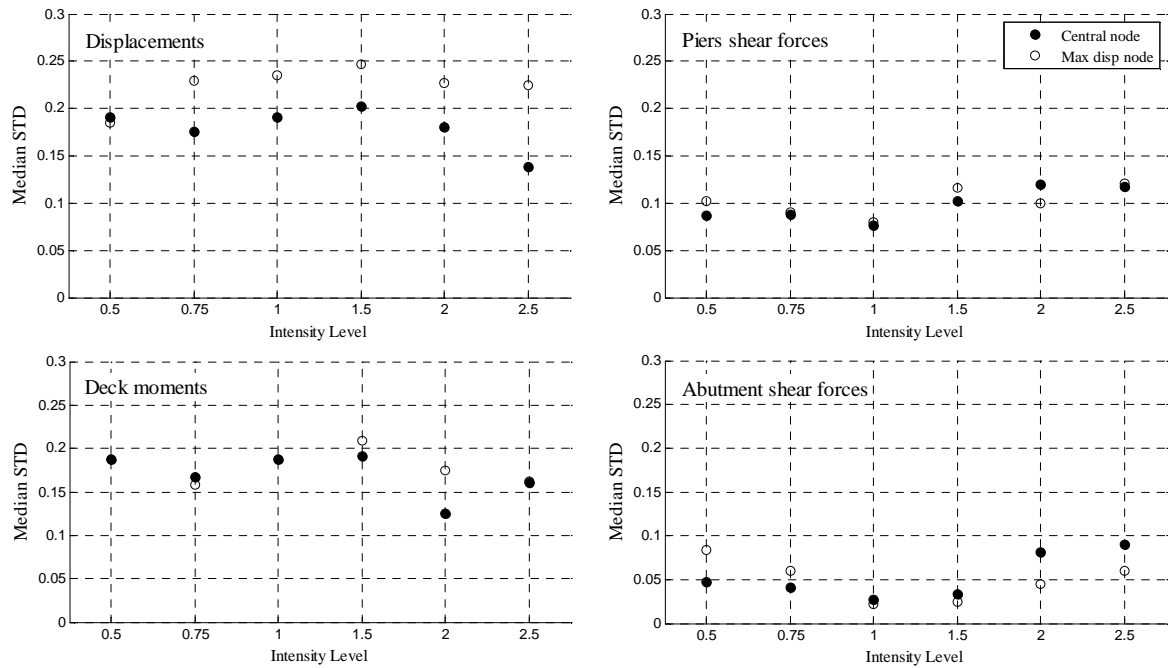 Displacements
Median STD
0.3
0.25
0.2
0.15
0.1
0.05
0
0.5 0.75 1 1.5 2 2.5
Intensity Level
Piers shear forces
Central node
Max disp node
Median STD
0.3
0.25
0.2
0.15
0.1
0.05
0
0.5 0.75 1 1.5 2 2.5
Intensity Level
Deck moments
Median STD
0.3
0.25
0.2
0.15
0.1
0.05
0
0.5 0.75 1 1.5 2 2.5
Intensity Level
Abutment shear forces
Median STD
0.3
0.25
0.2
0.15
0.1
0.05
0
0.5 0.75 1 1.5 2 2.5
Intensity Level